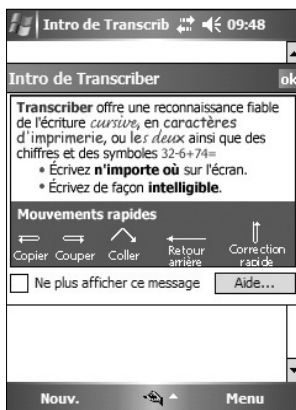 Intro de Transcrib 09:48
Intro de Transcriber ok
Transcriber offre une reconnaissance fiable
de l'écriture cursive, en caractères
d'imprimerie, ou les deux ainsi que des
chiffres et des symboles 32-6+74=
• Écrivez n'importe où sur l'écran.
• Écrivez de façon intelligible.
Mouvements rapides
Copier Couper Coller Retour arrière Correction rapide
Ne plus afficher ce message Aide...
Nouv. Menu